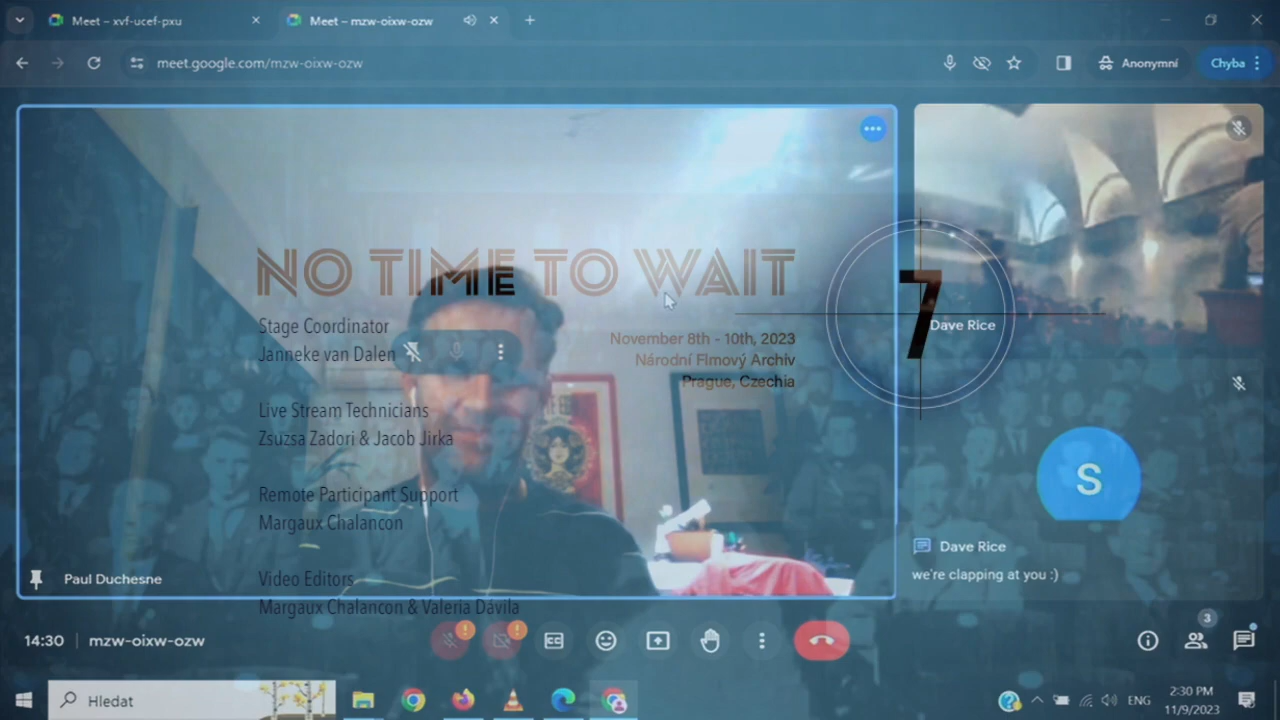 Meet – xvf-ucef-pxu
Meet – mzw-oixw-ozw
meet.google.com/mzw-oixw-ozw
Anonymní
Chyba
NO TIME TO WAIT
7
Dave Rice
November 8th - 10th, 2023
Národní Flmový Archiv
Prague, Czechia
Stage Coordinator
Janneke van Dalen
Live Stream Technicians
Zsuzsa Zadori & Jacob Jirka
Remote Participant Support
Margaux Chalancon
Video Editors
Margaux Chalancon & Valeria Dávila
S
Dave Rice
we're clapping at you :)
Paul Duchesne
14:30
mzw-oixw-ozw
CC
3
Hledat
ENG
2:30 PM
11/9/2023